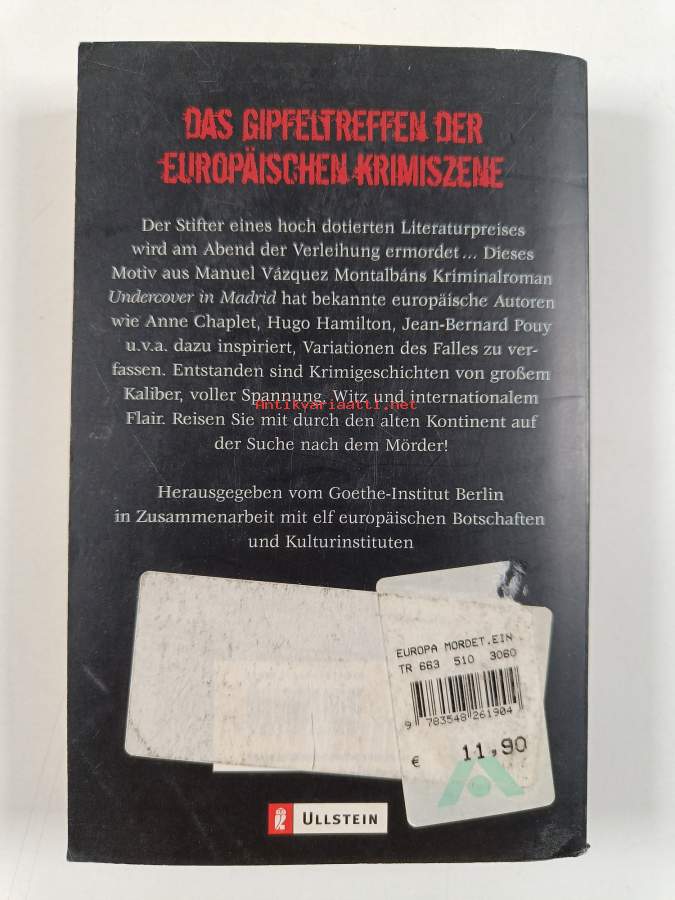 DAS GIPFELTREFFEN DER
EUROPÄISCHEN KRIMISZENE
Der Stifter eines hoch dotierten Literaturpreises
wird am Abend der Verleihung ermordet ... Dieses
Motiv aus Manuel Vázquez Montalbáns Kriminalroman
Undercover in Madrid hat bekannte europäische Autoren
wie Anne Chaplet, Hugo Hamilton, Jean-Bernard Pouy
u.v.a. dazu inspiriert, Variationen des Falles zu ver-
fassen. Entstanden sind Krimigeschichten von großem
Kaliber, voller Spannung, Witz und internationalem
Antikvariaatti.net
Flair. Reisen Sie mit durch den alten Kontinent auf
der Suche nach dem Mörder!
Herausgegeben vom Goethe-Institut Berlin
in Zusammenarbeit mit elf europäischen Botschaften
und Kulturinstituten
EUROPA MORDET.EIN
TR 663 510 3060
9 783548 261904
€ 11,90
ULLSTEIN